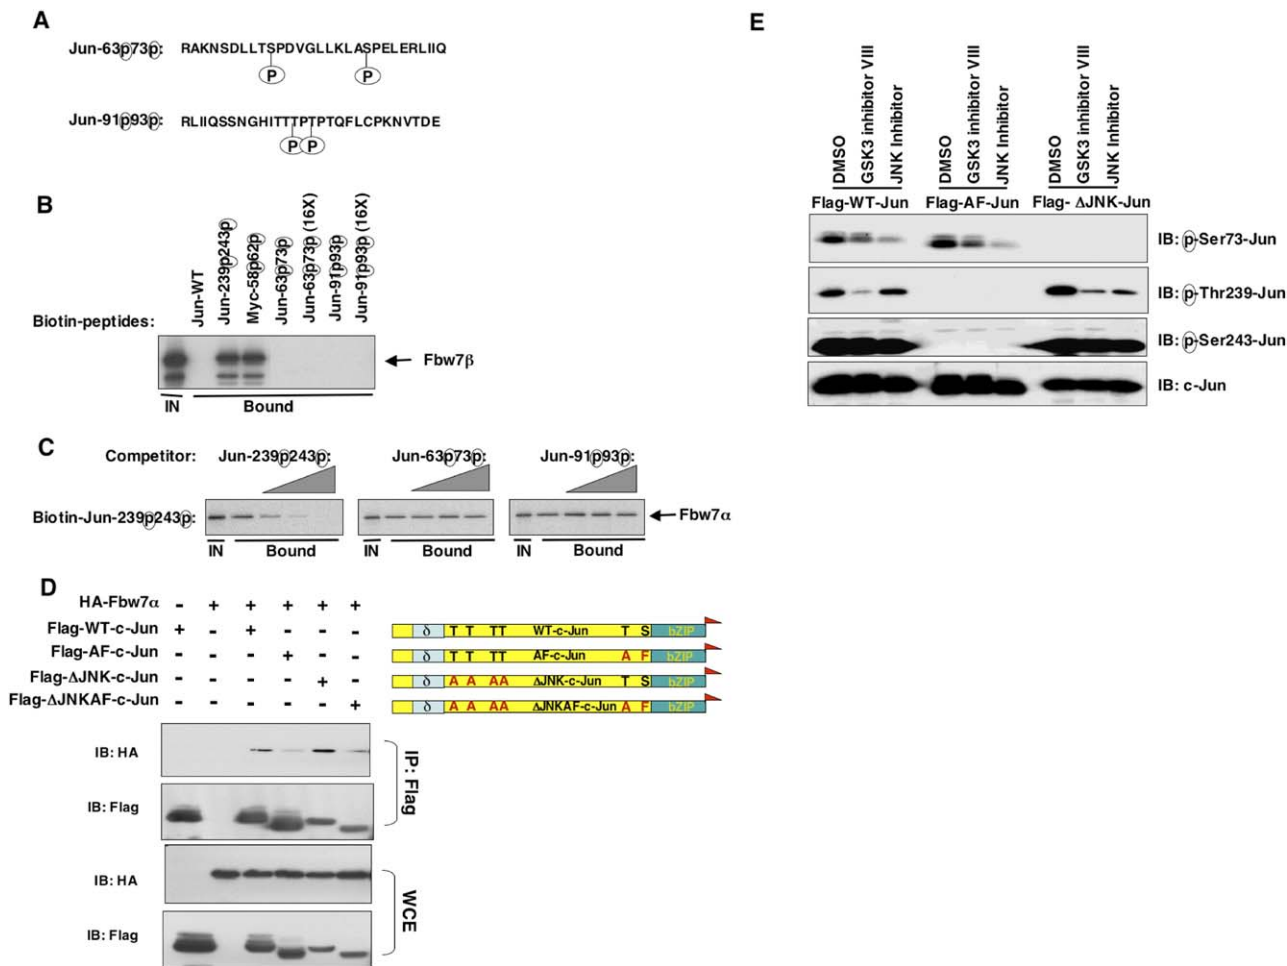 A
Jun-63p73p: RAKNSDLLTSPDVGLLKLASPELERLIIQ
P P
Jun-91p93p: RLIIQSSNGHITTTPTPTQFLCPKNVTDE
P P
B
Biotin-peptides:
Jun-WT
Jun-239p243p
Myc-58p62p
Jun-63p73p
Jun-63p73p (16X)
Jun-91p93p
Jun-91p93p (16X)
Fbw7β
IN Bound
C
Competitor: Jun-239p243p: Jun-63p73p: Jun-91p93p:
Biotin-Jun-239p243p: Fbw7α
IN Bound IN Bound IN Bound
D
HA-Fbw7α - + + + + +
Flag-WT-c-Jun + - + - - -
Flag-AF-c-Jun - - - + - -
Flag-ΔJNK-c-Jun - - - - + -
Flag-ΔJNKAF-c-Jun - - - - - +
δ T T TT WT-c-Jun T S bZIP
δ T T TT AF-c-Jun A F bZIP
δ A A AA ΔJNK-c-Jun T S bZIP
δ A A AA ΔJNKAF-c-Jun A F bZIP
IB: HA
IB: Flag
IP: Flag
IB: HA
IB: Flag
WCE
E
DMSO
GSK3 inhibitor VIII
JNK Inhibitor
DMSO
GSK3 inhibitor VIII
JNK Inhibitor
DMSO
GSK3 inhibitor VIII
JNK Inhibitor
Flag-WT-Jun Flag-AF-Jun Flag- ΔJNK-Jun
IB: p-Ser73-Jun
IB: p-Thr239-Jun
IB: p-Ser243-Jun
IB: c-Jun